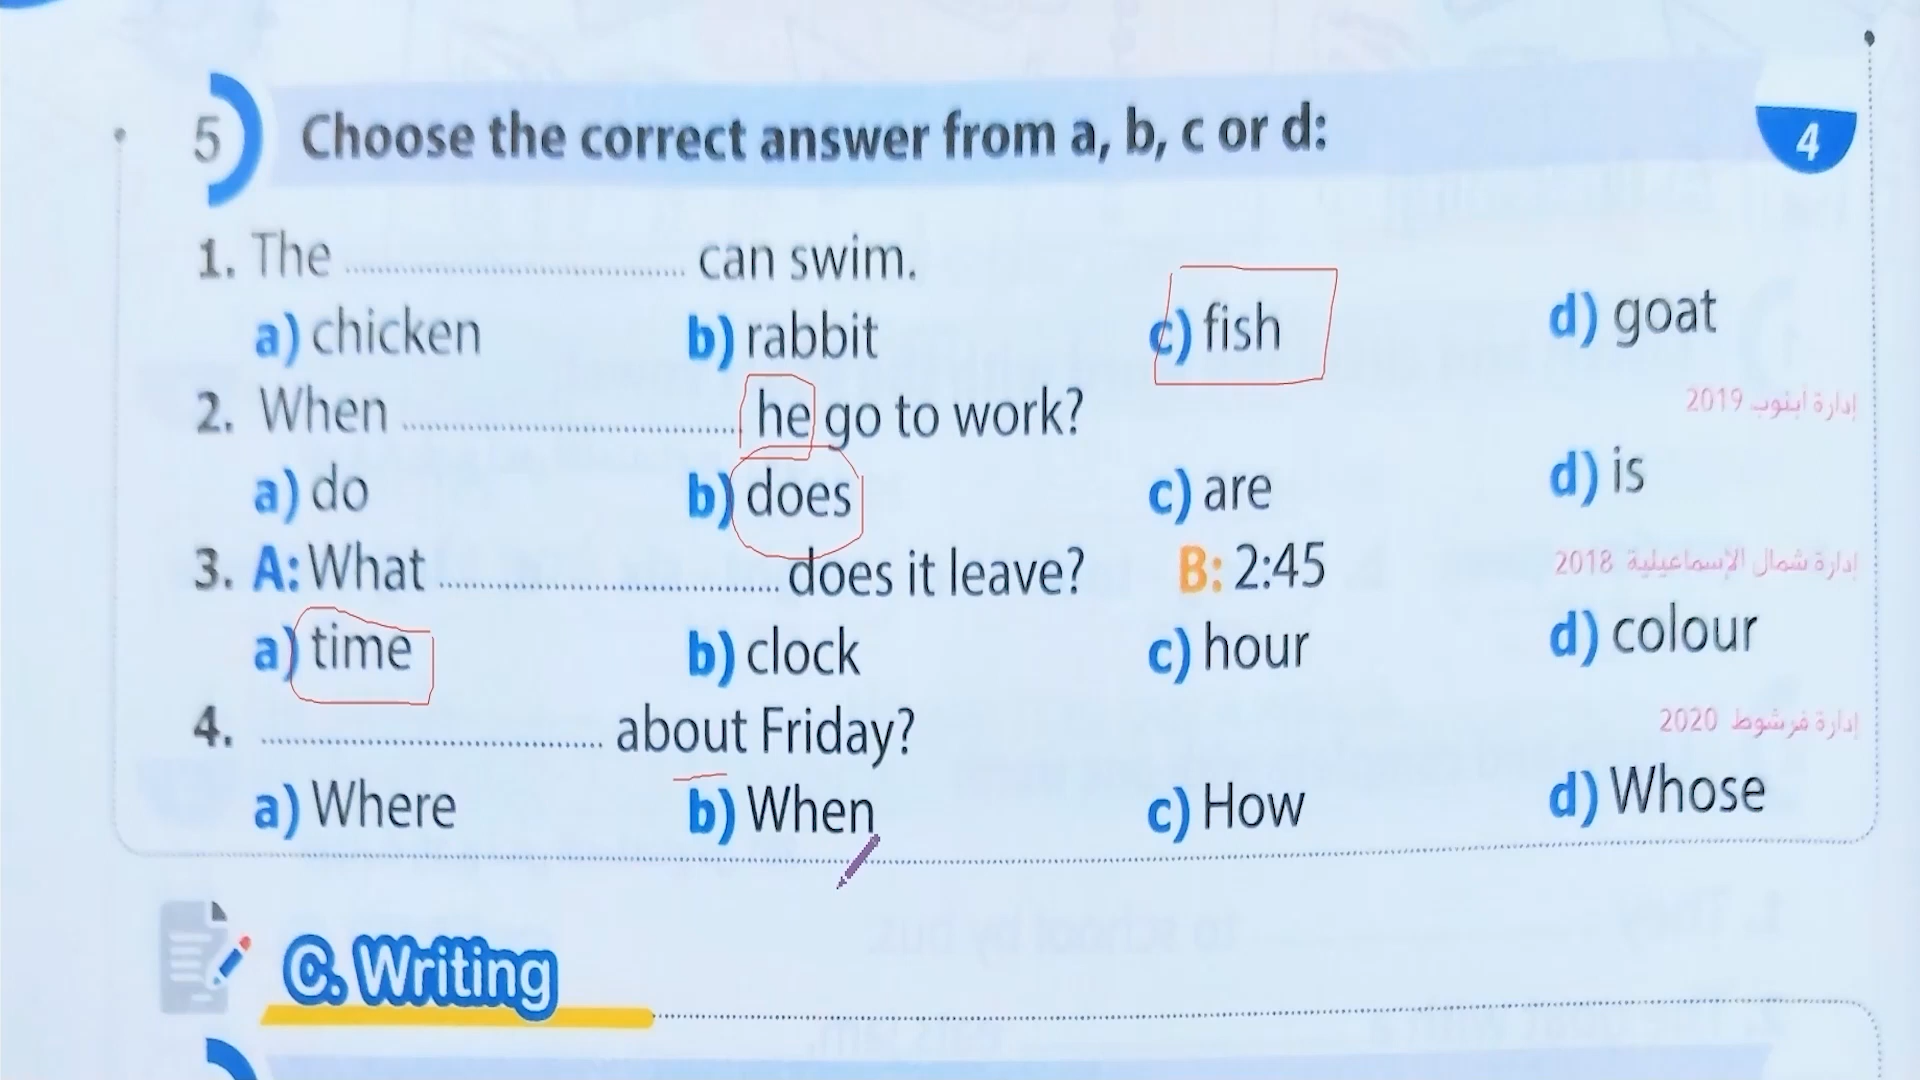 5 Choose the correct answer from a, b, c or d: 4
1. The ........................ can swim.
a) chicken b) rabbit c) fish d) goat
2. When ........................ he go to work? إدارة أبنوب 2019
a) do b) does c) are d) is
3. A: What ........................ does it leave? B: 2:45 إدارة شمال الإسماعيلية 2018
a) time b) clock c) hour d) colour
4. ........................ about Friday? إدارة فرشوط 2020
a) Where b) When c) How d) Whose
C. Writing